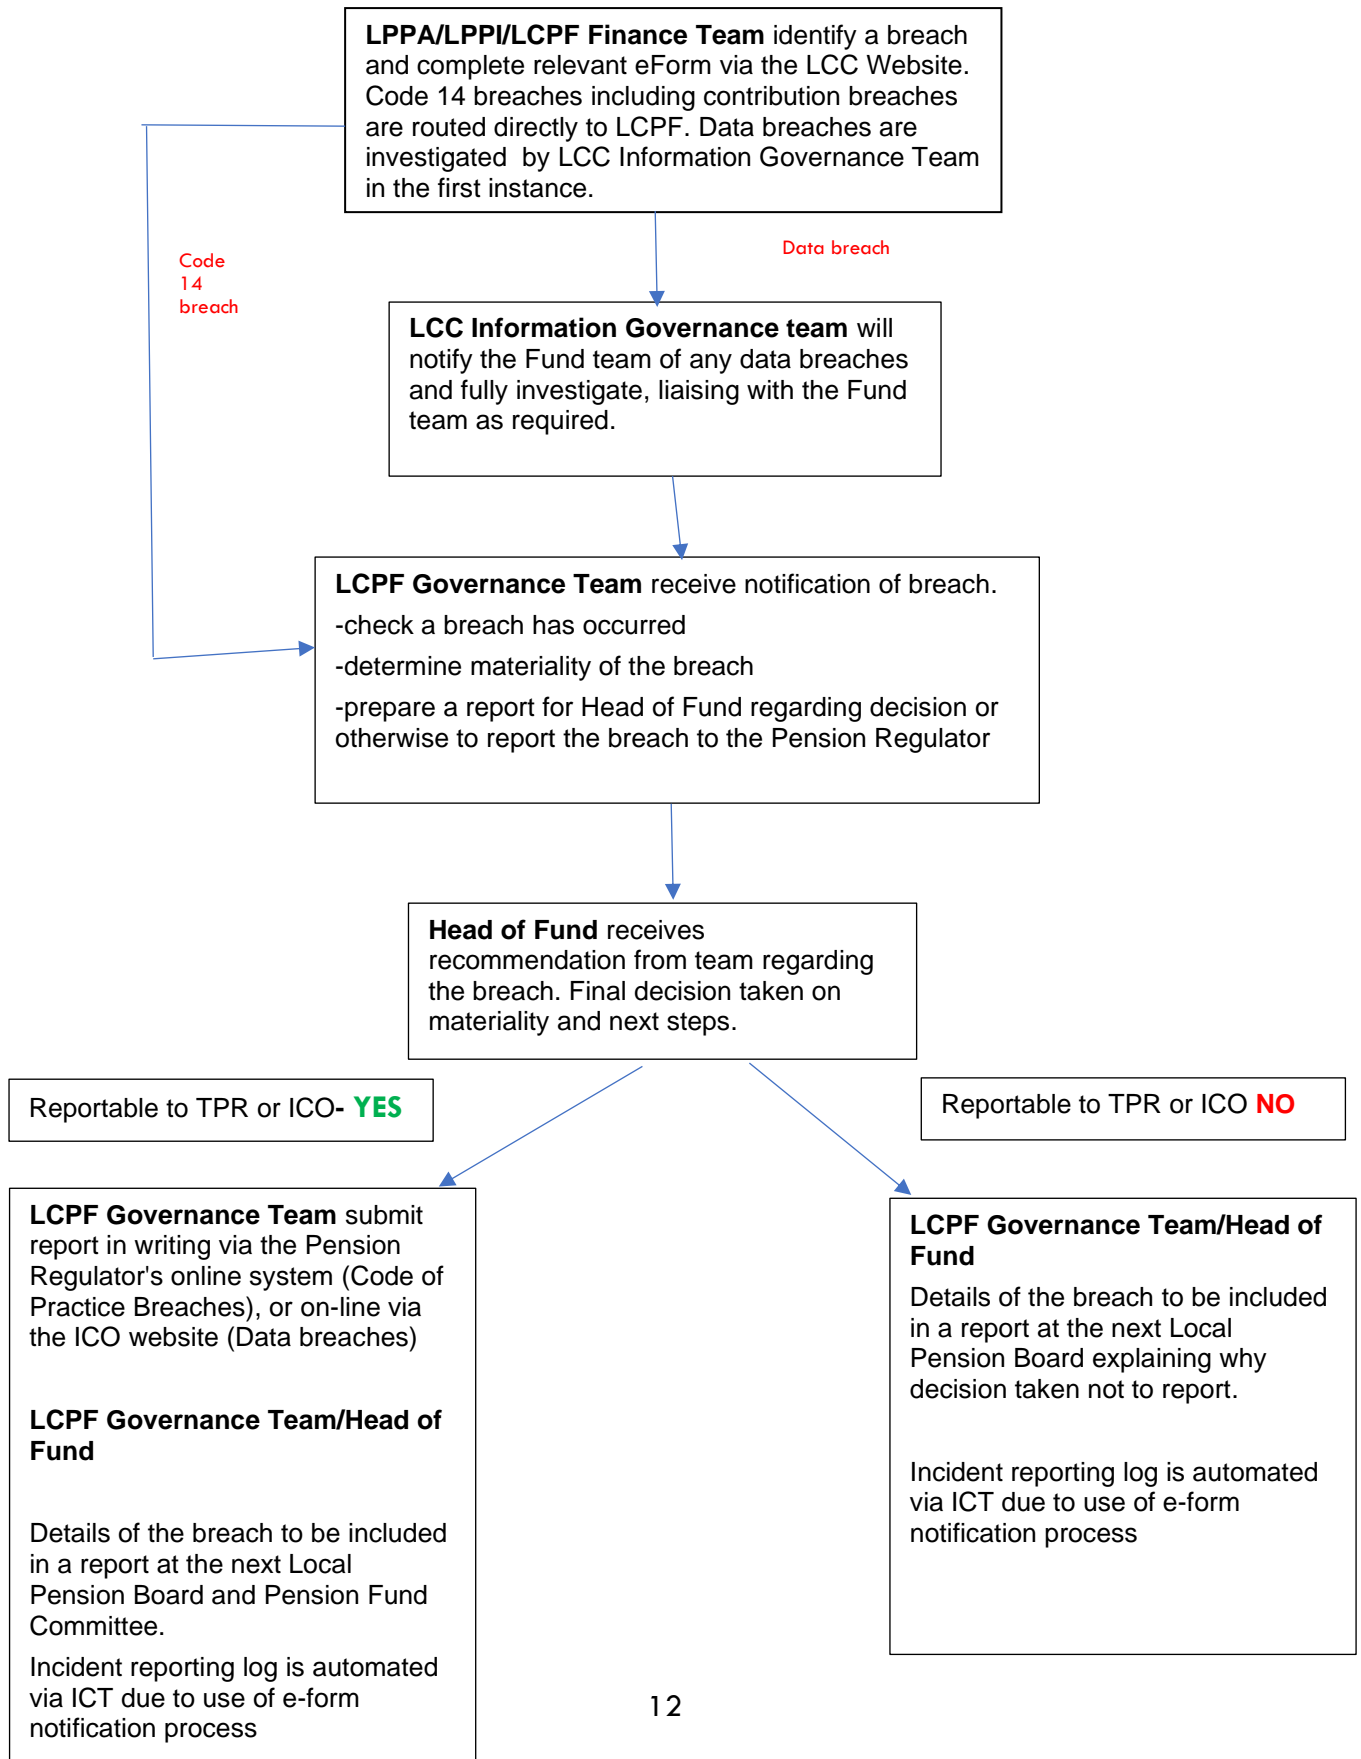 LPPA/LPPI/LCPF Finance Team identify a breach
and complete relevant eForm via the LCC Website.
Code 14 breaches including contribution breaches
are routed directly to LCPF. Data breaches are
investigated  by LCC Information Governance Team
in the first instance.
Code
14
breach
Data breach
LCC Information Governance team will
notify the Fund team of any data breaches
and fully investigate, liaising with the Fund
team as required.
LCPF Governance Team receive notification of breach.
-check a breach has occurred
-determine materiality of the breach
-prepare a report for Head of Fund regarding decision or
otherwise to report the breach to the Pension Regulator
Head of Fund receives
recommendation from team regarding
the breach. Final decision taken on
materiality and next steps.
Reportable to TPR or ICO- YES
Reportable to TPR or ICO NO
LCPF Governance Team submit
report in writing via the Pension
Regulator's online system (Code of
Practice Breaches), or on-line via
the ICO website (Data breaches)
LCPF Governance Team/Head of
Fund
Details of the breach to be included
in a report at the next Local
Pension Board and Pension Fund
Committee.
Incident reporting log is automated
via ICT due to use of e-form
notification process
LCPF Governance Team/Head of
Fund
Details of the breach to be included
in a report at the next Local
Pension Board explaining why
decision taken not to report.
Incident reporting log is automated
via ICT due to use of e-form
notification process
12